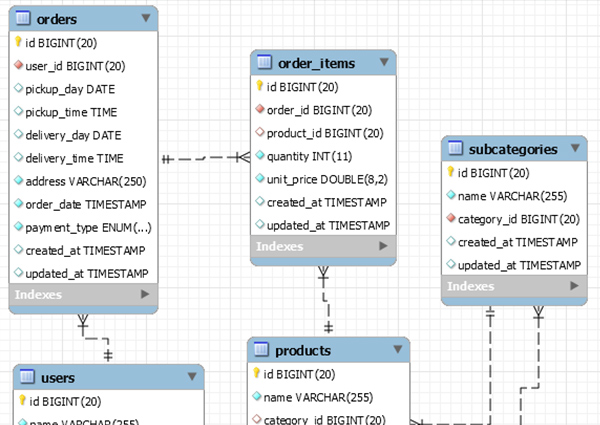 orders
id BIGINT(20)
user_id BIGINT(20)
pickup_day DATE
pickup_time TIME
delivery_day DATE
delivery_time TIME
address VARCHAR(250)
order_date TIMESTAMP
payment_type ENUM(...)
created_at TIMESTAMP
updated_at TIMESTAMP
Indexes
order_items
id BIGINT(20)
order_id BIGINT(20)
product_id BIGINT(20)
quantity INT(11)
unit_price DOUBLE(8,2)
created_at TIMESTAMP
updated_at TIMESTAMP
Indexes
subcategories
id BIGINT(20)
name VARCHAR(255)
category_id BIGINT(20)
created_at TIMESTAMP
updated_at TIMESTAMP
Indexes
users
id BIGINT(20)
name VARCHAR(255)
products
id BIGINT(20)
name VARCHAR(255)
category_id BIGINT(20)